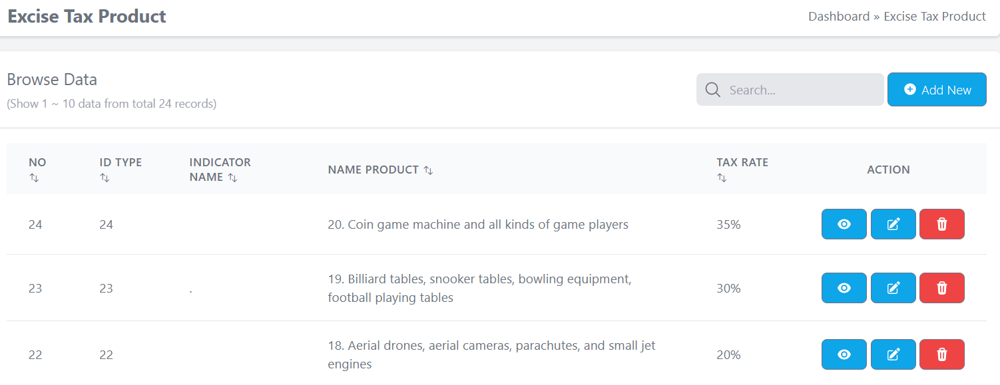 Excise Tax Product
Dashboard » Excise Tax Product
Browse Data
(Show 1 ~ 10 data from total 24 records)
Search...
Add New
NO
ID TYPE
INDICATOR
NAME
NAME PRODUCT
TAX RATE
ACTION
24
24
20. Coin game machine and all kinds of game players
35%
23
23
.
19. Billiard tables, snooker tables, bowling equipment,
football playing tables
30%
22
22
18. Aerial drones, aerial cameras, parachutes, and small jet
engines
20%